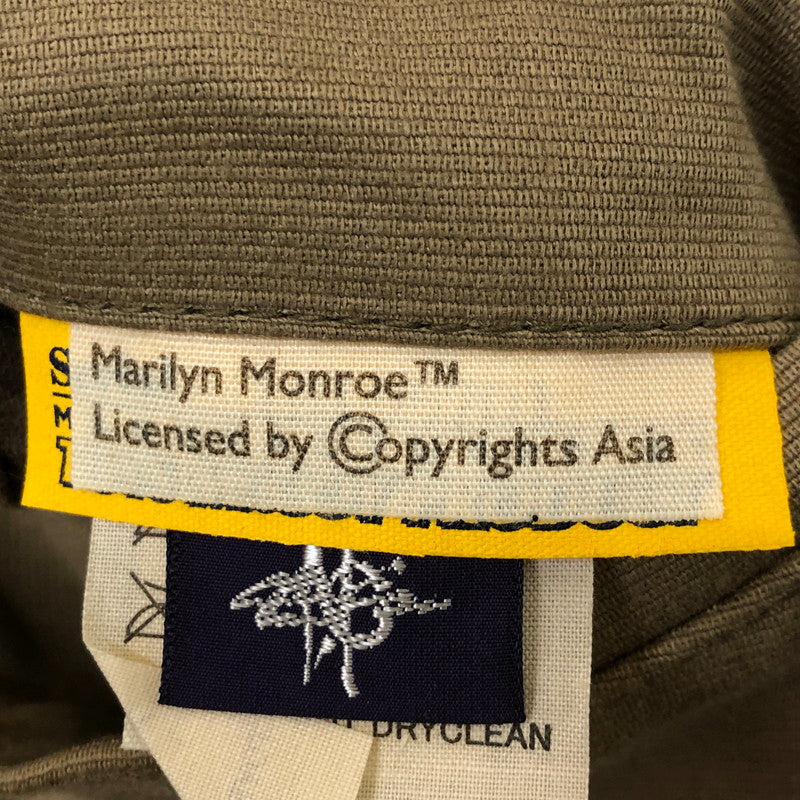 Marilyn Monroe™
Licensed by ©opyrights Asia
DRYCLEAN